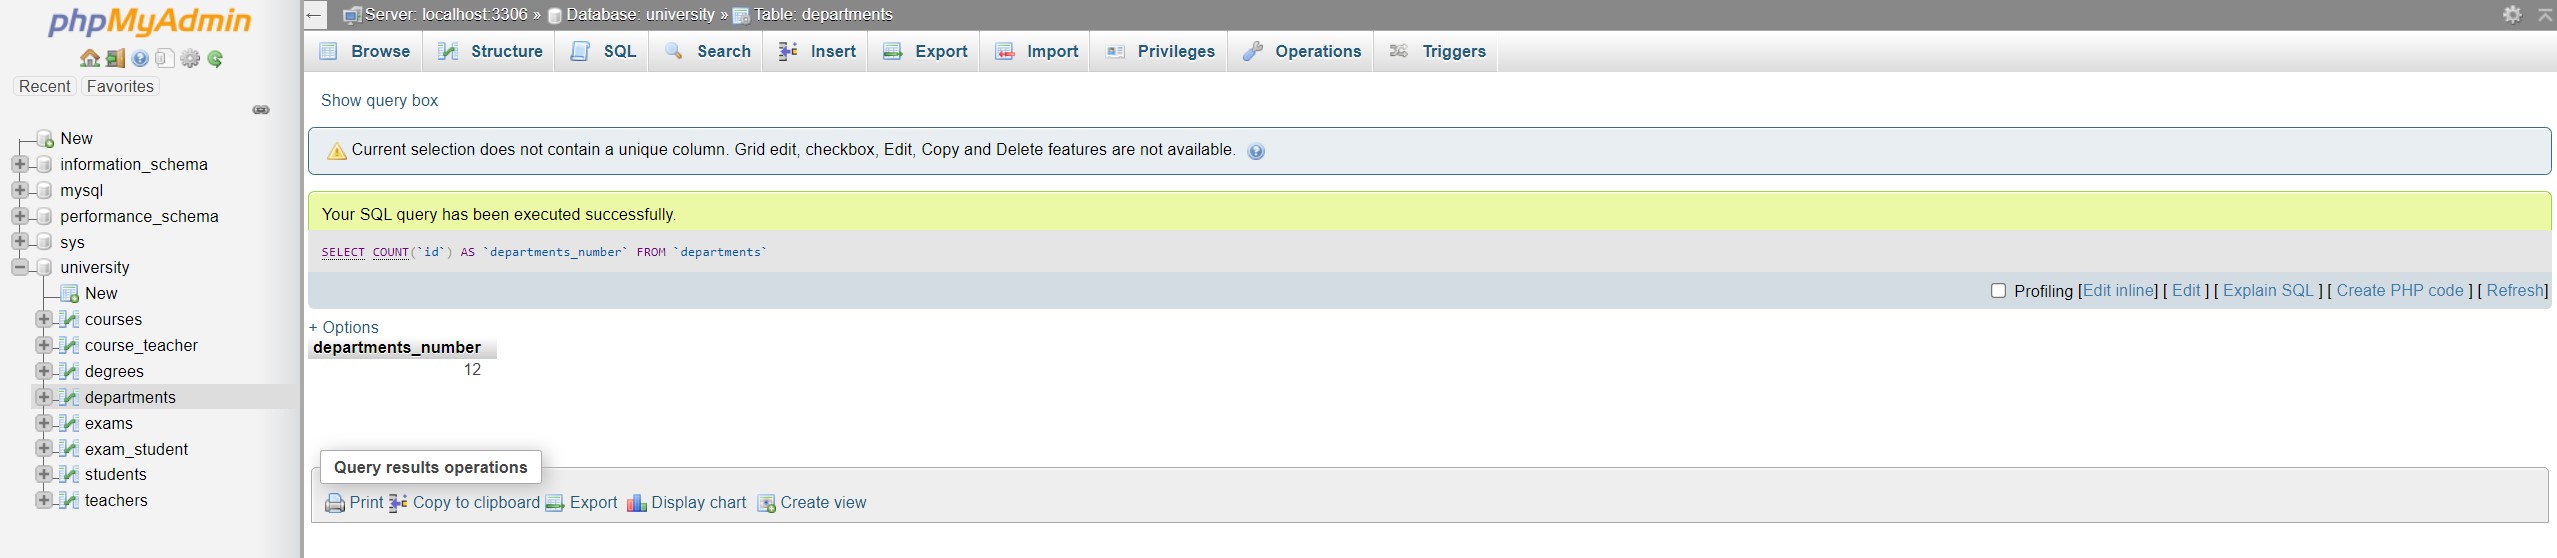 phpMyAdmin
Recent Favorites
New
information_schema
mysql
performance_schema
sys
university
New
courses
course_teacher
degrees
departments
exams
exam_student
students
teachers
Server: localhost:3306 » Database: university » Table: departments
Browse Structure SQL Search Insert Export Import Privileges Operations Triggers
Show query box
Current selection does not contain a unique column. Grid edit, checkbox, Edit, Copy and Delete features are not available.
Your SQL query has been executed successfully.
SELECT COUNT(`id`) AS `departments_number` FROM `departments`
Profiling [Edit inline] [ Edit ] [ Explain SQL ] [ Create PHP code ] [ Refresh]
+ Options
departments_number
12
Query results operations
Print Copy to clipboard Export Display chart Create view